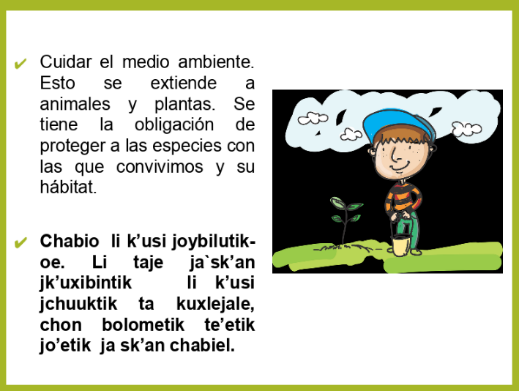 ✔ Cuidar el medio ambiente.
Esto se extiende a
animales y plantas. Se
tiene la obligación de
proteger a las especies con
las que convivimos y su
hábitat.
✔ Chabio li k’usi joybilutik-
oe. Li taje ja`sk’an
jk’uxibintik li k’usi
jchuuktik ta kuxlejale,
chon bolometik te’etik
jo’etik ja sk’an chabiel.